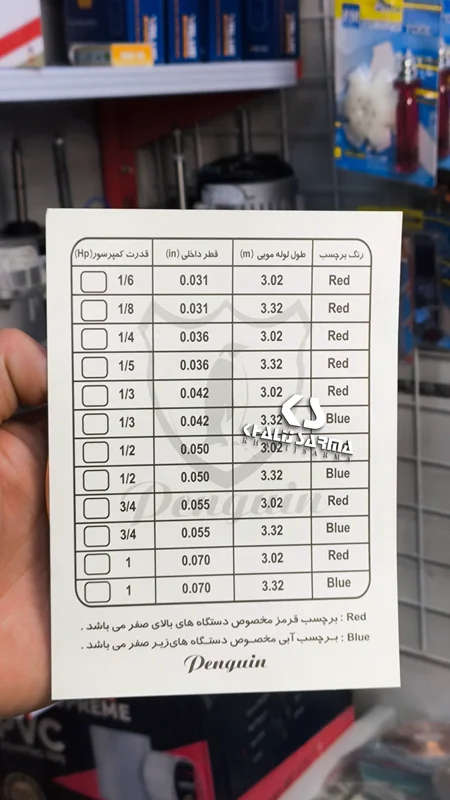 رنگ برچسب طول لوله مویی (m) قطر داخلی (in) قدرت کمپرسور(Hp)
1/6 0.031 3.02 Red
1/8 0.031 3.32 Red
1/4 0.036 3.02 Red
1/5 0.036 3.32 Red
1/3 0.042 3.02 Red
1/3 0.042 3.32 Blue
1/2 0.050 3.02
1/2 0.050 3.32 Blue
3/4 0.055 3.02 Red
3/4 0.055 3.32 Blue
1 0.070 3.02 Red
1 0.070 3.32 Blue
KHALILISARMA
Penguin
Red : برچسب قرمز مخصوص دستگاه های بالای صفر می باشد .
Blue : برچسب آبی مخصوص دستگاه های زیر صفر می باشد .
Penguin
PREME
PVC